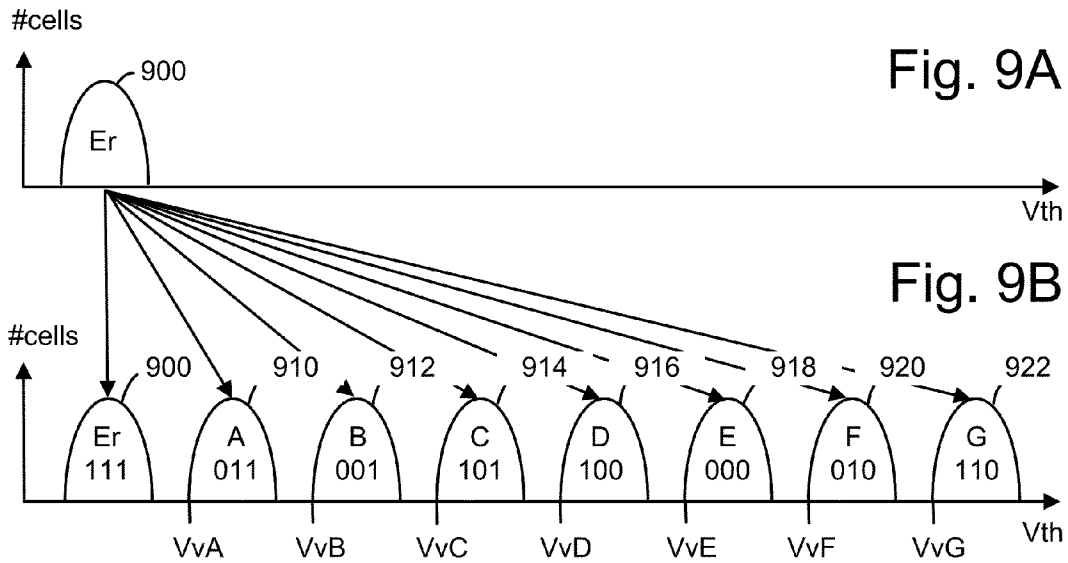 #cells
900
Fig. 9A
Er
Vth
Fig. 9B
#cells
900 910 912 914 916 918 920 922
Er A B C D E F G
111 011 001 101 100 000 010 110
Vth
VvA VvB VvC VvD VvE VvF VvG